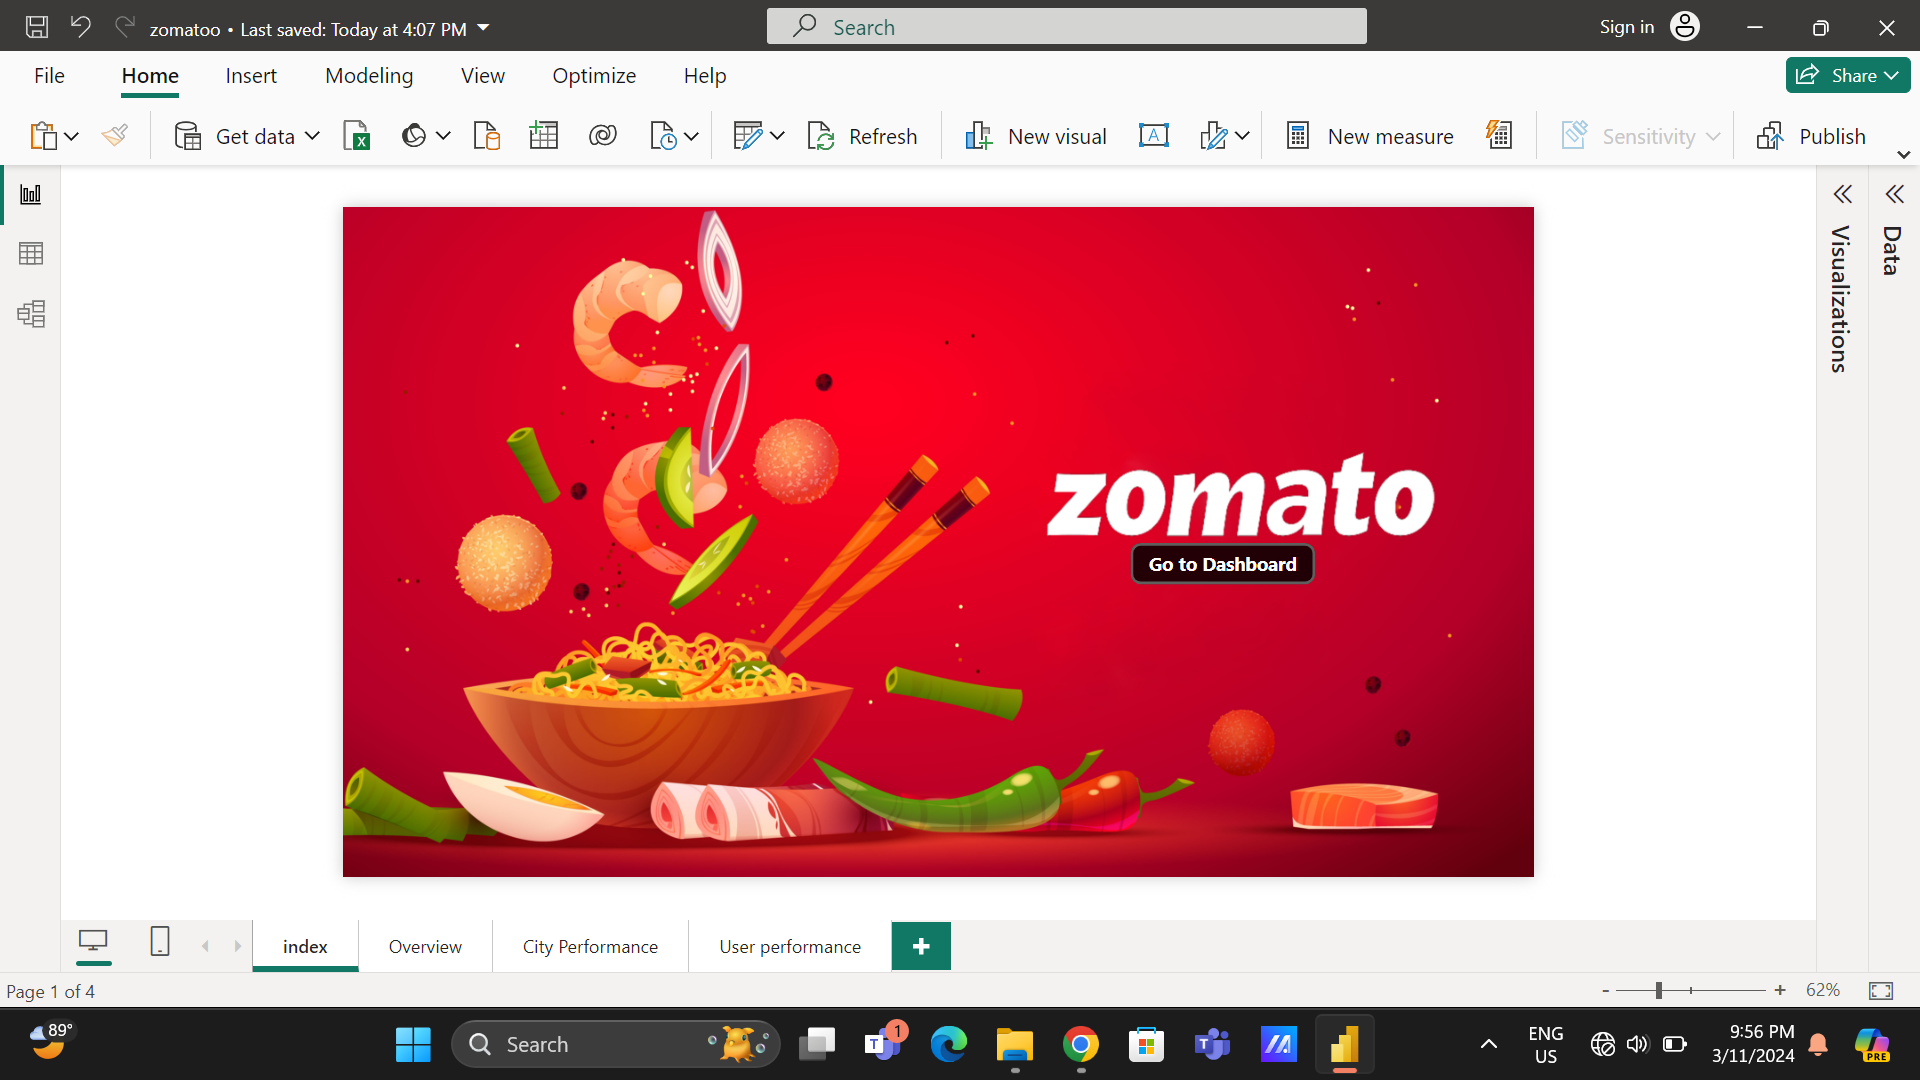 zomatoo • Last saved: Today at 4:07 PM
Search
Sign in
File Home Insert Modeling View Optimize Help
Share
Get data
Refresh
New visual
A
New measure
Sensitivity
Publish
Visualizations
Data
zomato
Go to Dashboard
index
Overview
City Performance
User performance
+
Page 1 of 4
- + 62%
89°
Search
T 1
T
ENG
US
9:56 PM
3/11/2024
PRE